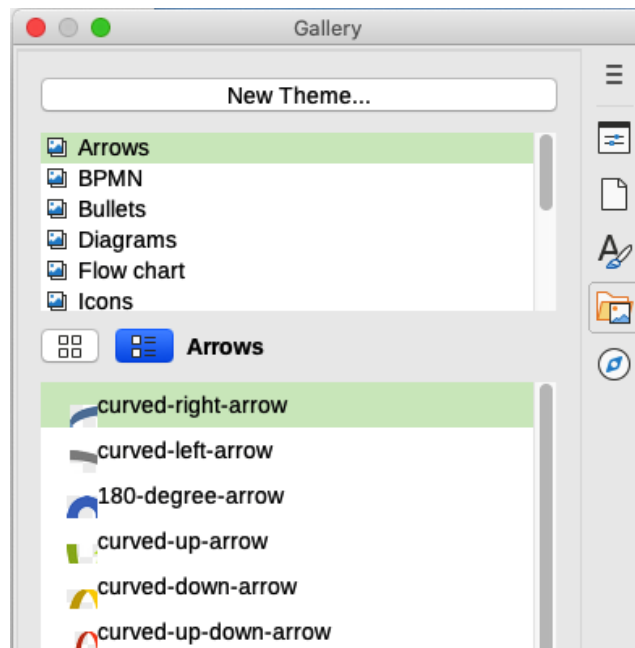 Gallery
New Theme...
Arrows
BPMN
Bullets
Diagrams
Flow chart
Icons
Arrows
curved-right-arrow
curved-left-arrow
180-degree-arrow
curved-up-arrow
curved-down-arrow
curved-up-down-arrow